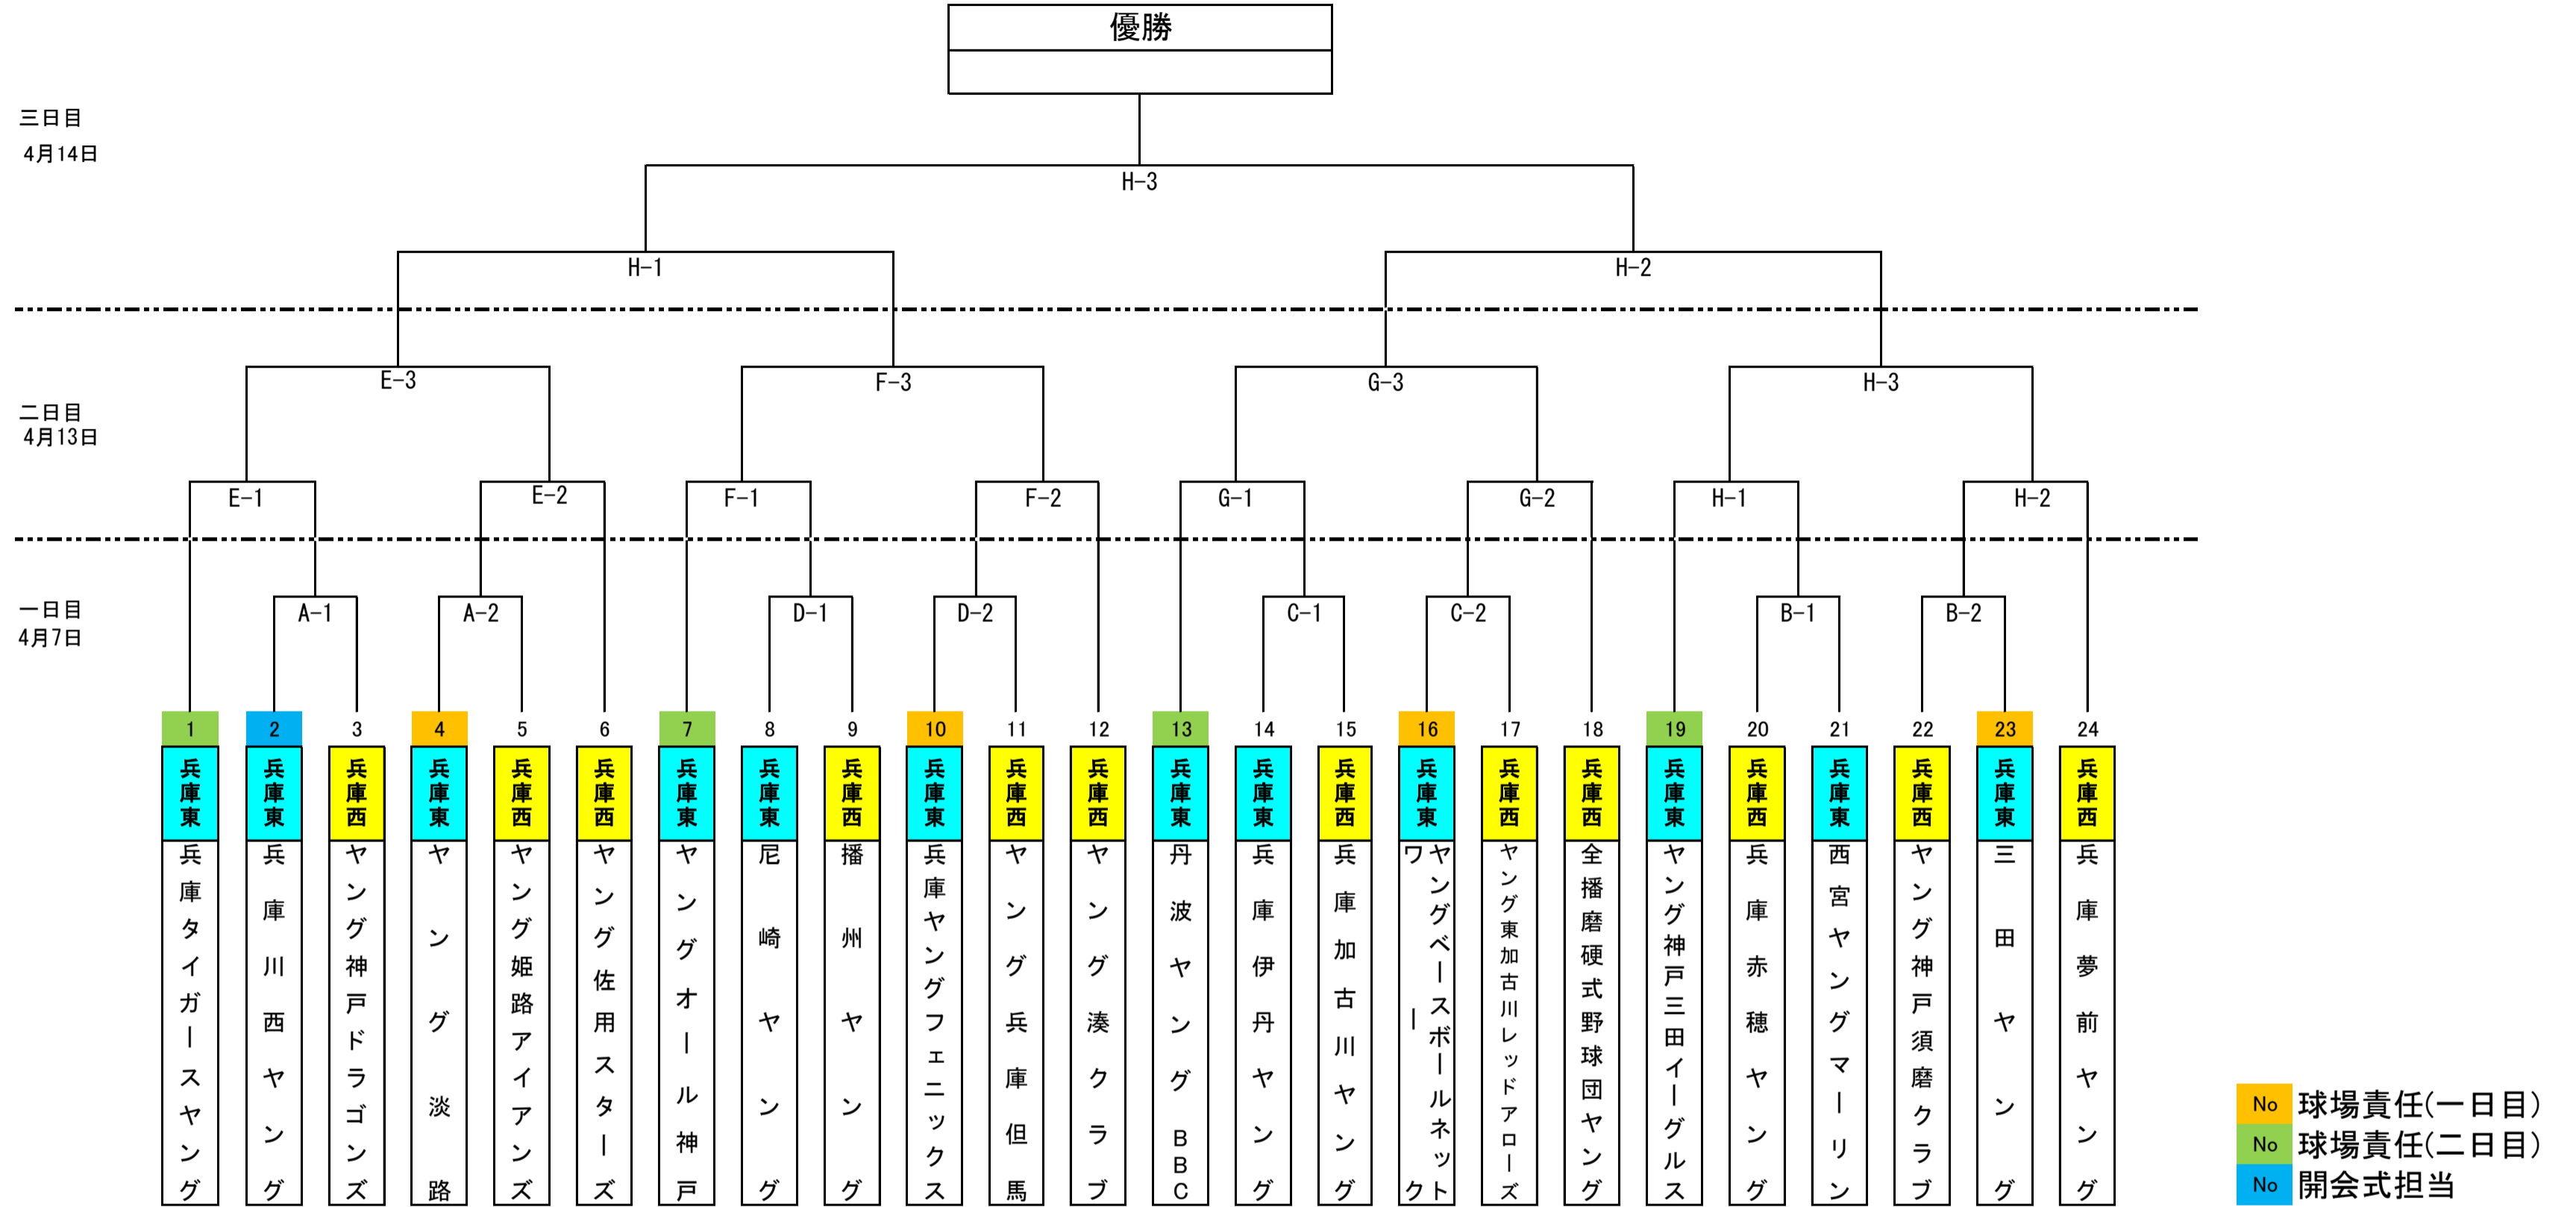 優勝
三日目
4月14日
H-3
H-1
H-2
E-3
F-3
G-3
H-3
二日目
4月13日
E-1
E-2
F-1
F-2
G-1
G-2
H-1
H-2
一日目
4月7日
A-1
A-2
D-1
D-2
C-1
C-2
B-1
B-2
1
2
3
4
5
6
7
8
9
10
11
12
13
14
15
16
17
18
19
20
21
22
23
24
兵庫東
兵庫東
兵庫西
兵庫東
兵庫西
兵庫西
兵庫東
兵庫東
兵庫西
兵庫東
兵庫西
兵庫西
兵庫東
兵庫東
兵庫西
兵庫東
兵庫西
兵庫西
兵庫東
兵庫西
兵庫東
兵庫西
兵庫東
兵庫西
兵庫タイガースヤング
兵庫川西ヤング
ヤング神戸ドラゴンズ
ヤング淡路
ヤング姫路アイアンズ
ヤング佐用スターズ
ヤングオール神戸
尼崎ヤング
播州ヤング
兵庫ヤングフェニックス
ヤング兵庫但馬
ヤング湊クラブ
丹波ヤングBBC
兵庫伊丹ヤング
兵庫加古川ヤング
ヤングベースボールネット
ワーク
ヤング東加古川レッドアローズ
全播磨硬式野球団ヤング
ヤング神戸三田イーグルス
兵庫赤穂ヤング
西宮ヤングマーリン
ヤング神戸須磨クラブ
三田ヤング
兵庫夢前ヤング
No 球場責任(一日目)
No 球場責任(二日目)
No 開会式担当